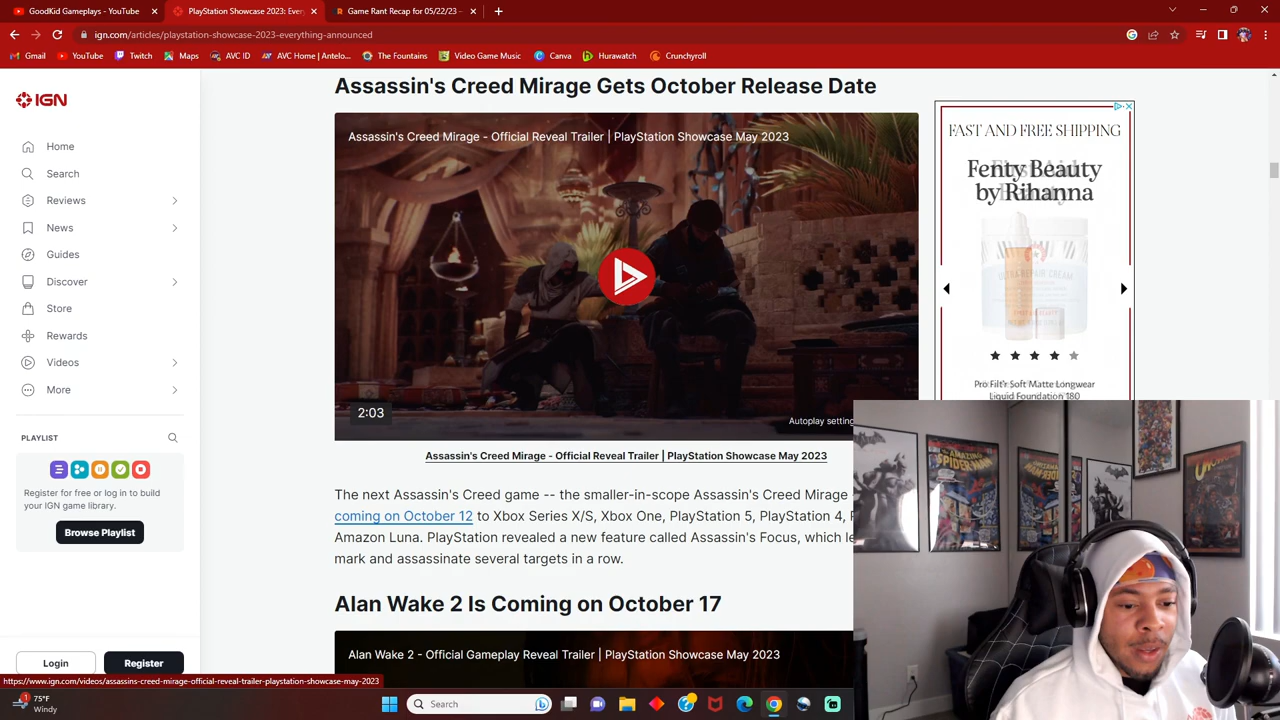 GoodKid Gameplays - YouTube
PlayStation Showcase 2023: Every
Game Rant Recap for 05/22/23 -
ign.com/articles/playstation-showcase-2023-everything-announced
Gmail
YouTube
Twitch
Maps
AVC ID
AVC Home | Antelo...
The Fountains
Video Game Music
Canva
Hurawatch
Crunchyroll
IGN
Home
Search
Reviews
News
Guides
Discover
Store
Rewards
Videos
More
PLAYLIST
Register for free or log in to build
your IGN game library.
Browse Playlist
Login
Register
Assassin's Creed Mirage Gets October Release Date
Assassin's Creed Mirage - Official Reveal Trailer | PlayStation Showcase May 2023
2:03
Autoplay setting
Assassin's Creed Mirage - Official Reveal Trailer | PlayStation Showcase May 2023
The next Assassin's Creed game -- the smaller-in-scope Assassin's Creed Mirage
coming on October 12 to Xbox Series X/S, Xbox One, PlayStation 5, PlayStation 4,
Amazon Luna. PlayStation revealed a new feature called Assassin's Focus, which
mark and assassinate several targets in a row.
Alan Wake 2 Is Coming on October 17
Alan Wake 2 - Official Gameplay Reveal Trailer | PlayStation Showcase May 2023
FAST AND FREE SHIPPING
Fenty Beauty
by Rihanna
ULTRA REPAIR CREAM
Pro Filt'r Soft Matte Longwear
Liquid Foundation 180
THE AMAZING
SPIDER-MAN
https://www.ign.com/videos/assassins-creed-mirage-official-reveal-trailer-playstation-showcase-may-2023
1
75°F
Windy
Search